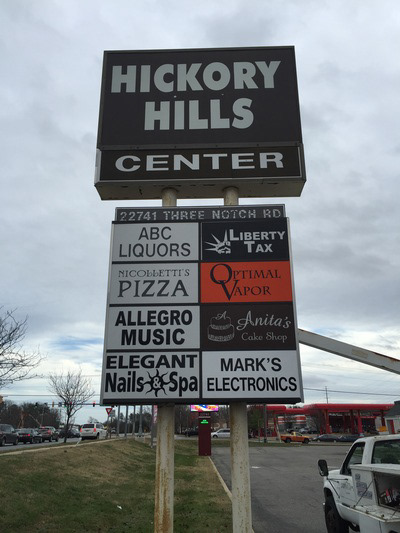 HICKORY
HILLS
CENTER
22741 THREE NOTCH RD
ABC
LIQUORS
LIBERTY
TAX
NICOLLETTI'S
PIZZA
OPTIMAL
VAPOR
ALLEGRO
MUSIC
Anita's
Cake Shop
ELEGANT
Nails & Spa
MARK'S
ELECTRONICS